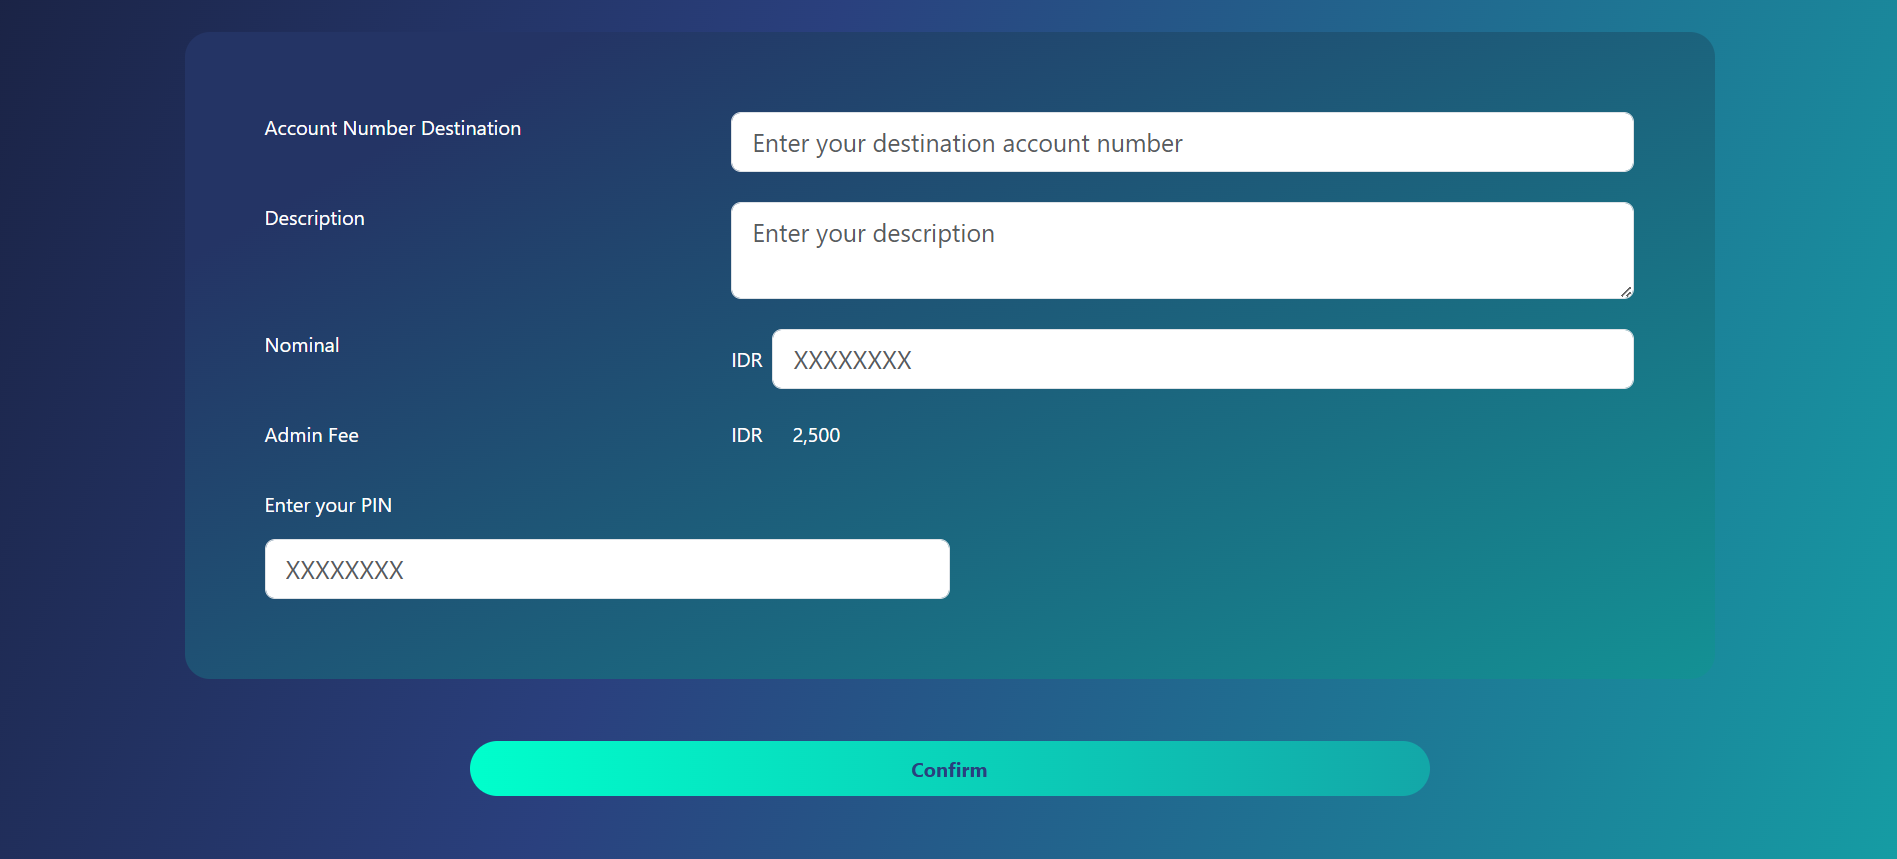 Account Number Destination
Enter your destination account number
Description
Enter your description
Nominal
IDR XXXXXXXX
Admin Fee
IDR 2,500
Enter your PIN
XXXXXXXX
Confirm